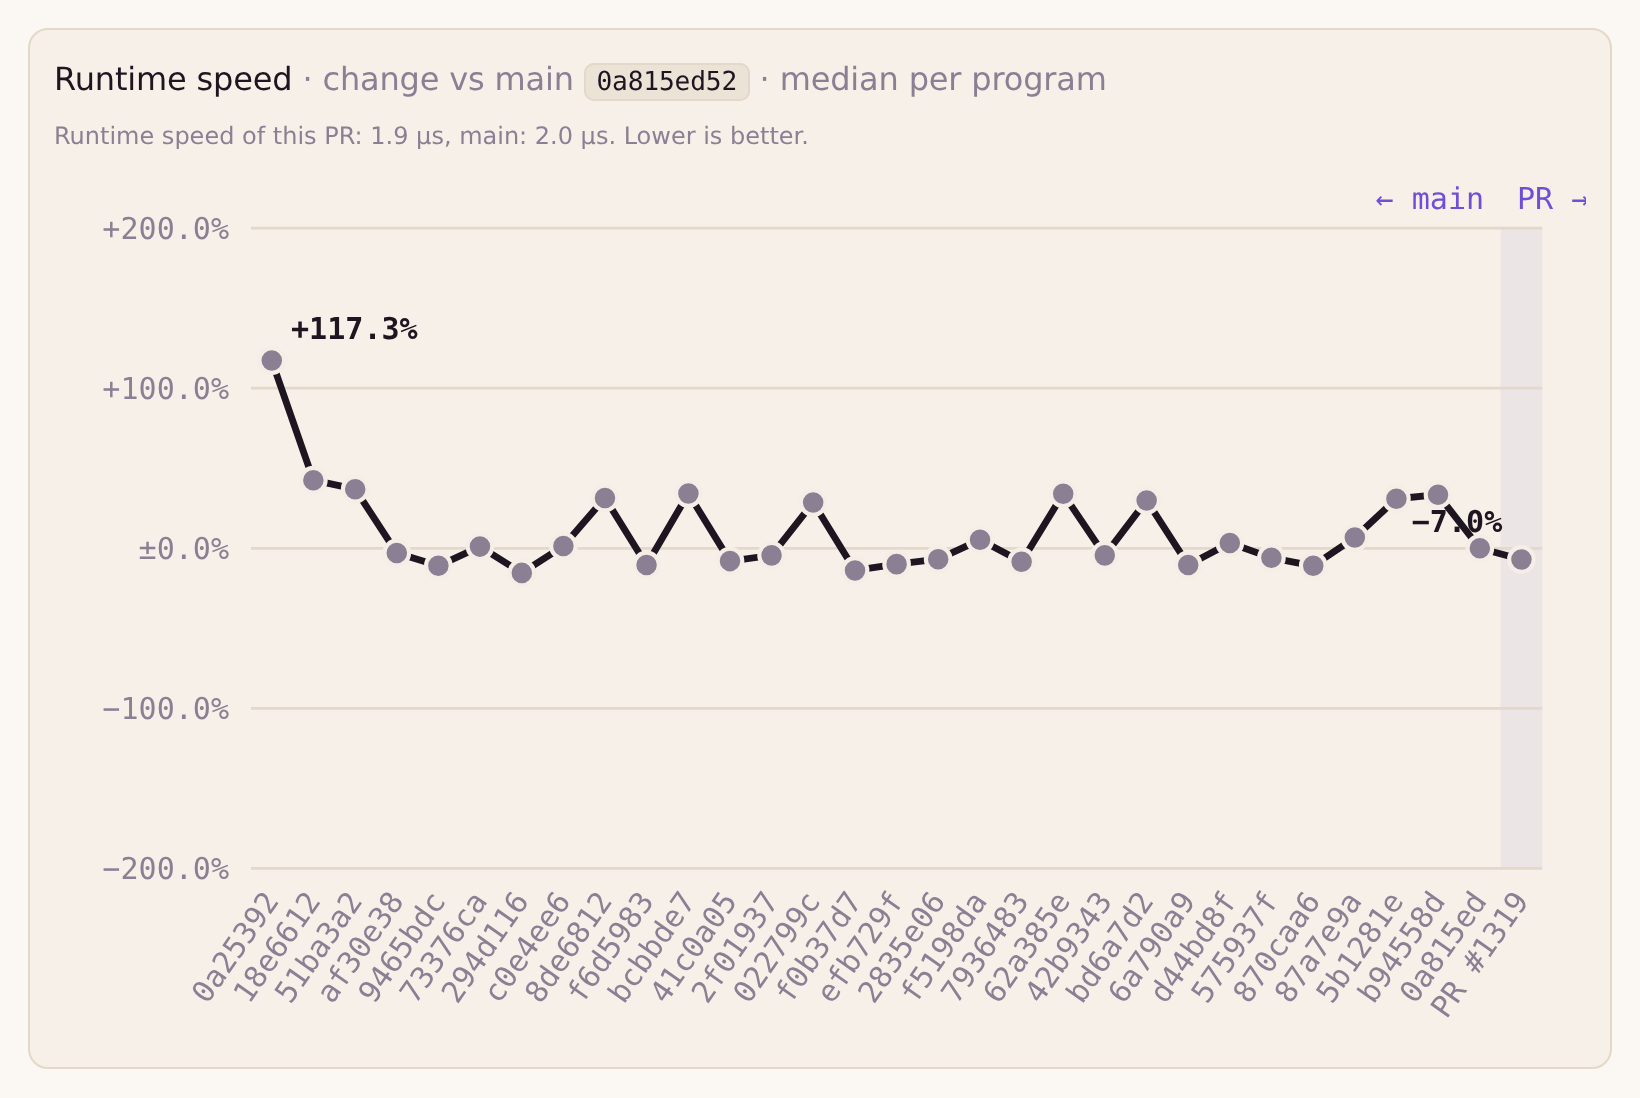 Runtime speed · change vs main 0a815ed52 · median per program
Runtime speed of this PR: 1.9 µs, main: 2.0 µs. Lower is better.
← main PR →
+200.0%
+117.3%
+100.0%
−7.0%
±0.0%
−100.0%
−200.0%
0a25392
18e6612
51ba3a2
af30e38
9465bdc
73376ca
294d116
c0e4ee6
8de6812
f6d5983
bcbbde7
41c0a05
2f01937
022799c
f0b37d7
efb729f
2835e06
f5198da
7936483
62a385e
42b9343
bd6a7d2
6a790a9
d44bd8f
575937f
870caa6
87a7e9a
5b1281e
b94558d
0a815ed
PR #1319